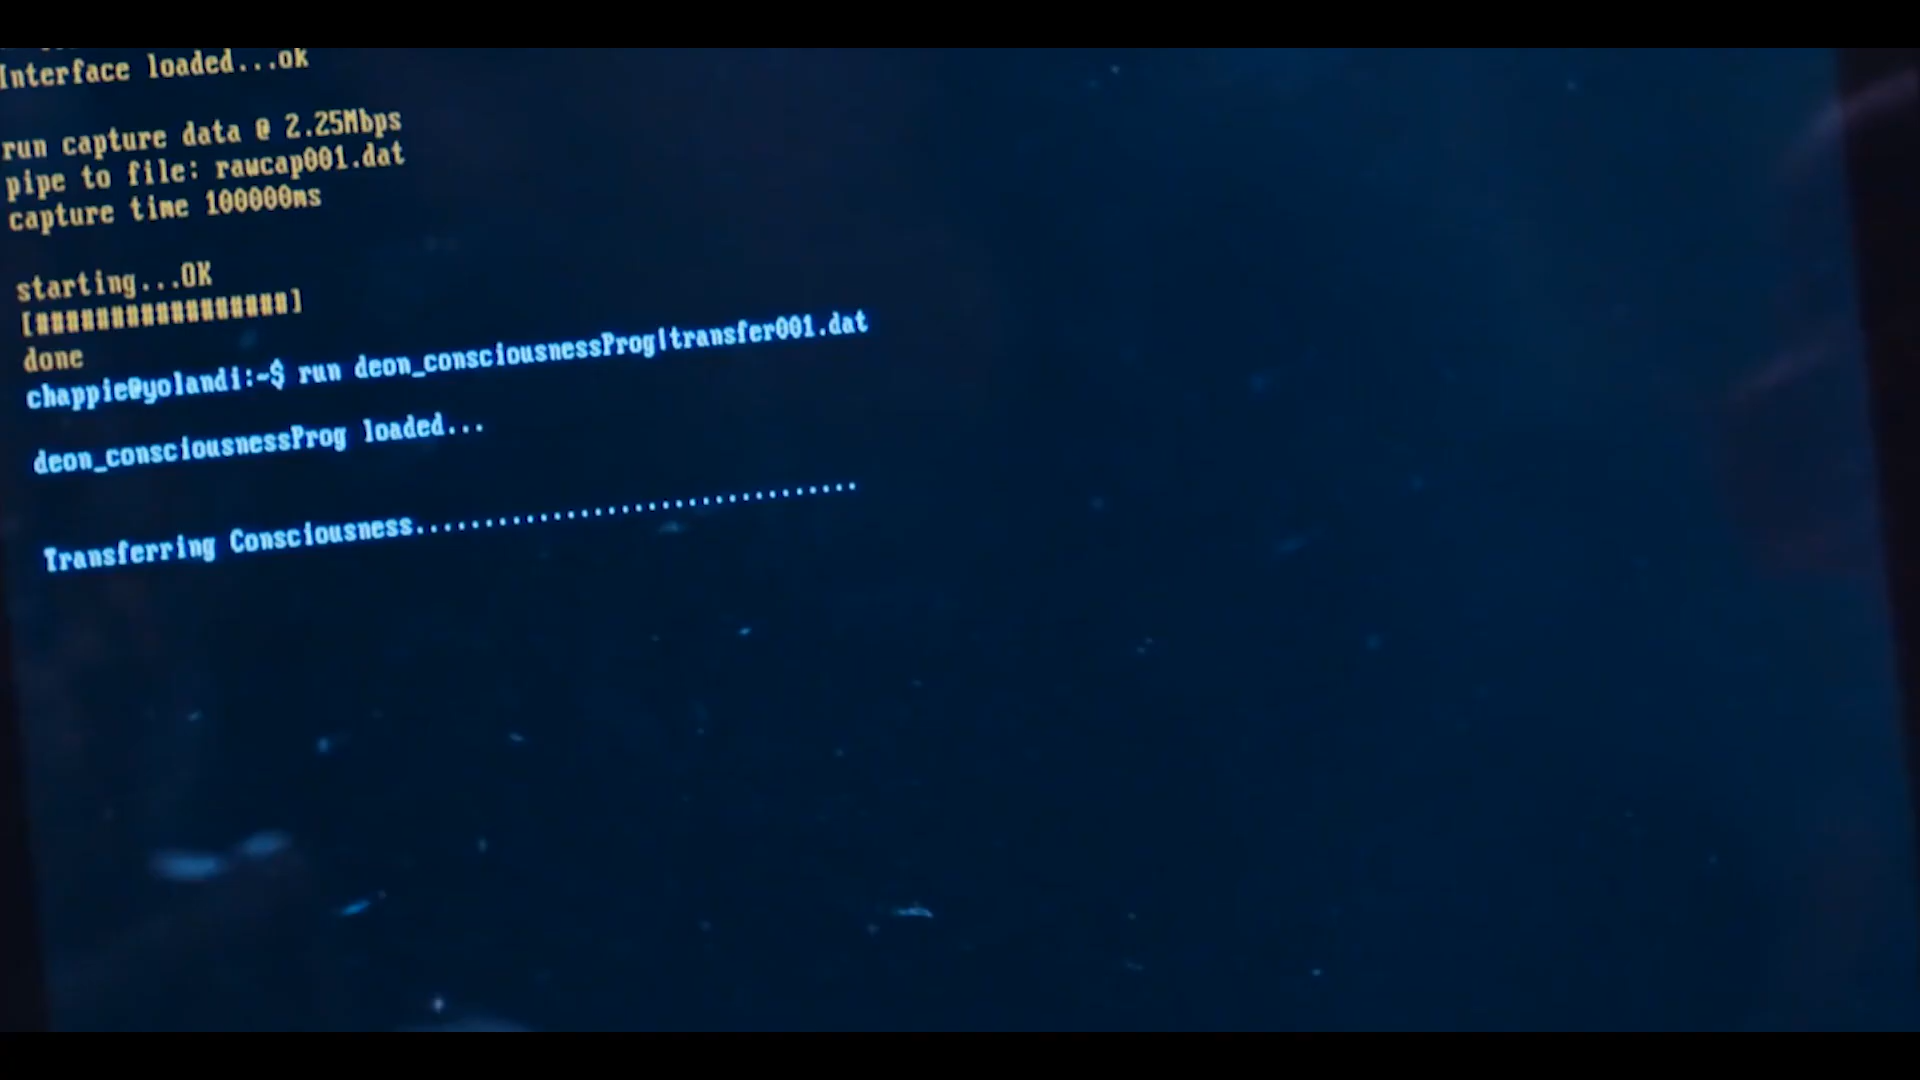 Interface loaded...ok
run capture data @ 2.25Mbps
pipe to file: rawcap001.dat
capture time 100000ms
starting...OK
[#################]
done
chappie@yolandi:~$ run deon_consciousnessProg|transfer001.dat
deon_consciousnessProg loaded...
Transferring Consciousness................................